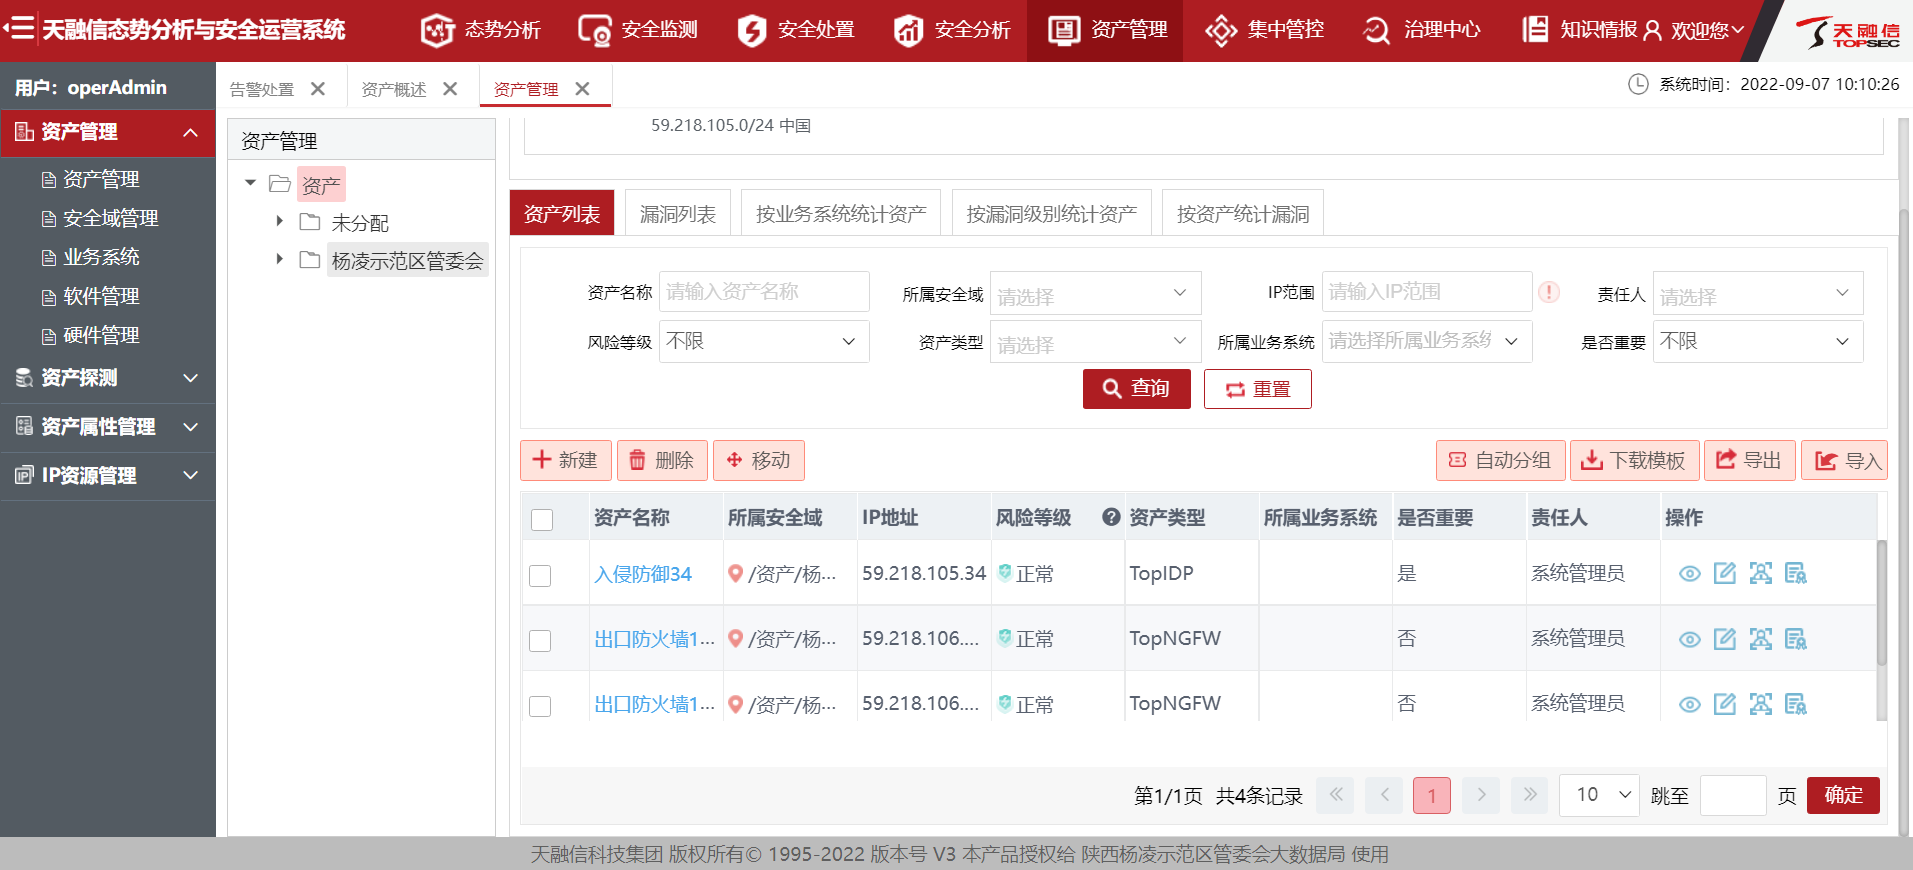 天融信态势分析与安全运营系统
态势分析 安全监测 安全处置 安全分析 资产管理 集中管控 治理中心 知识情报 欢迎您
天融信
TOPSEC
用户：operAdmin
告警处置 资产概述 资产管理
系统时间：2022-09-07 10:10:26
资产管理
资产管理
安全域管理
业务系统
软件管理
硬件管理
资产探测
资产属性管理
IP资源管理
资产管理
资产
未分配
杨凌示范区管委会
59.218.105.0/24 中国
资产列表 漏洞列表 按业务系统统计资产 按漏洞级别统计资产 按资产统计漏洞
资产名称 请输入资产名称 所属安全域 请选择 IP范围 请输入IP范围 责任人 请选择
风险等级 不限 资产类型 请选择 所属业务系统 请选择所属业务系统 是否重要 不限
查询 重置
新建 删除 移动 自动分组 下载模板 导出 导入
资产名称 所属安全域 IP地址 风险等级 资产类型 所属业务系统 是否重要 责任人 操作
入侵防御34 /资产/杨... 59.218.105.34 正常 TopIDP 是 系统管理员
出口防火墙1... /资产/杨... 59.218.106.... 正常 TopNGFW 否 系统管理员
出口防火墙1... /资产/杨... 59.218.106.... 正常 TopNGFW 否 系统管理员
第1/1页 共4条记录 1 10 跳至 页 确定
天融信科技集团 版权所有© 1995-2022 版本号 V3 本产品授权给 陕西杨凌示范区管委会大数据局 使用